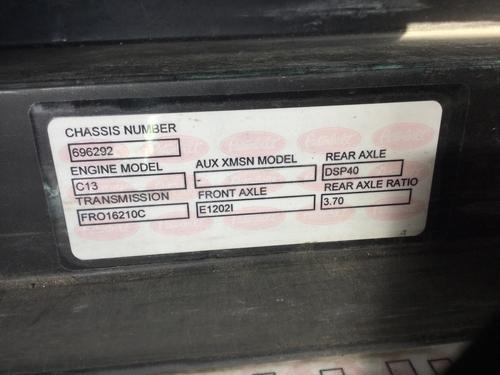 CHASSIS NUMBER
696292
ENGINE MODEL AUX XMSN MODEL REAR AXLE
C13 - DSP40
TRANSMISSION FRONT AXLE REAR AXLE RATIO
FRO16210C E1202I 3.70